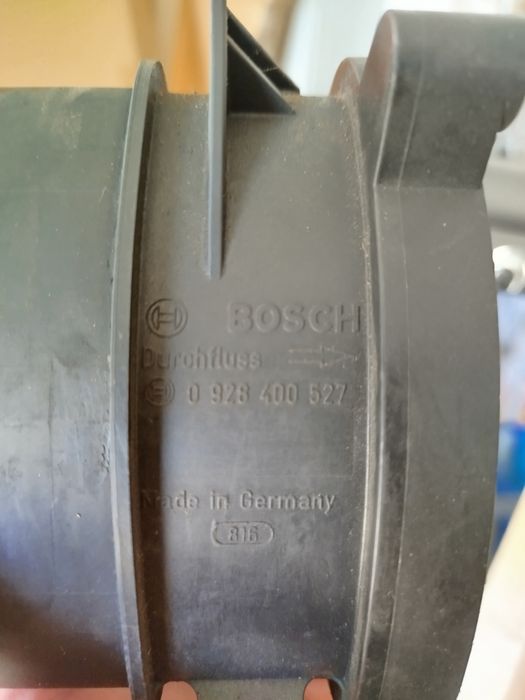 BOSCH
Durchfluss
0 928 400 527
Made in Germany
816